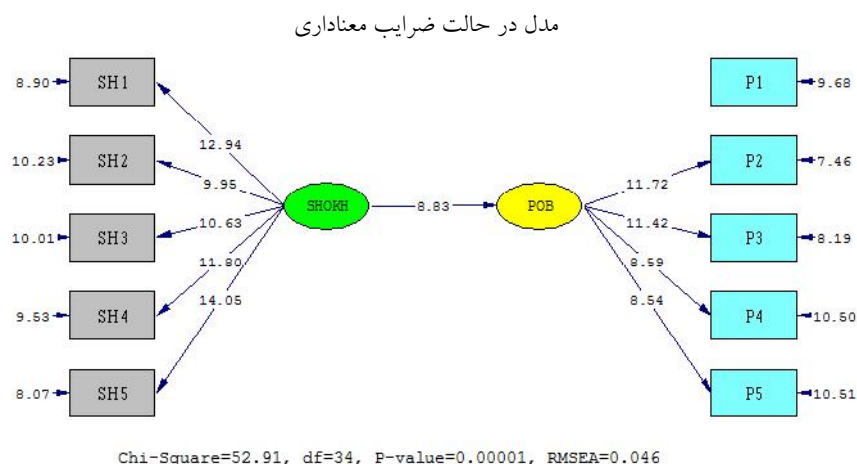 مدل در حالت ضرایب معناداری
8.90 SH1 P1 9.68
12.94
10.23 SH2 P2 7.46
9.95 11.72
SHOKH 8.83 POB
10.01 SH3 10.63 11.42 P3 8.19
11.80 8.59
9.53 SH4 14.05 8.54 P4 10.50
8.07 SH5 P5 10.51
Chi-Square=52.91, df=34, P-value=0.00001, RMSEA=0.046